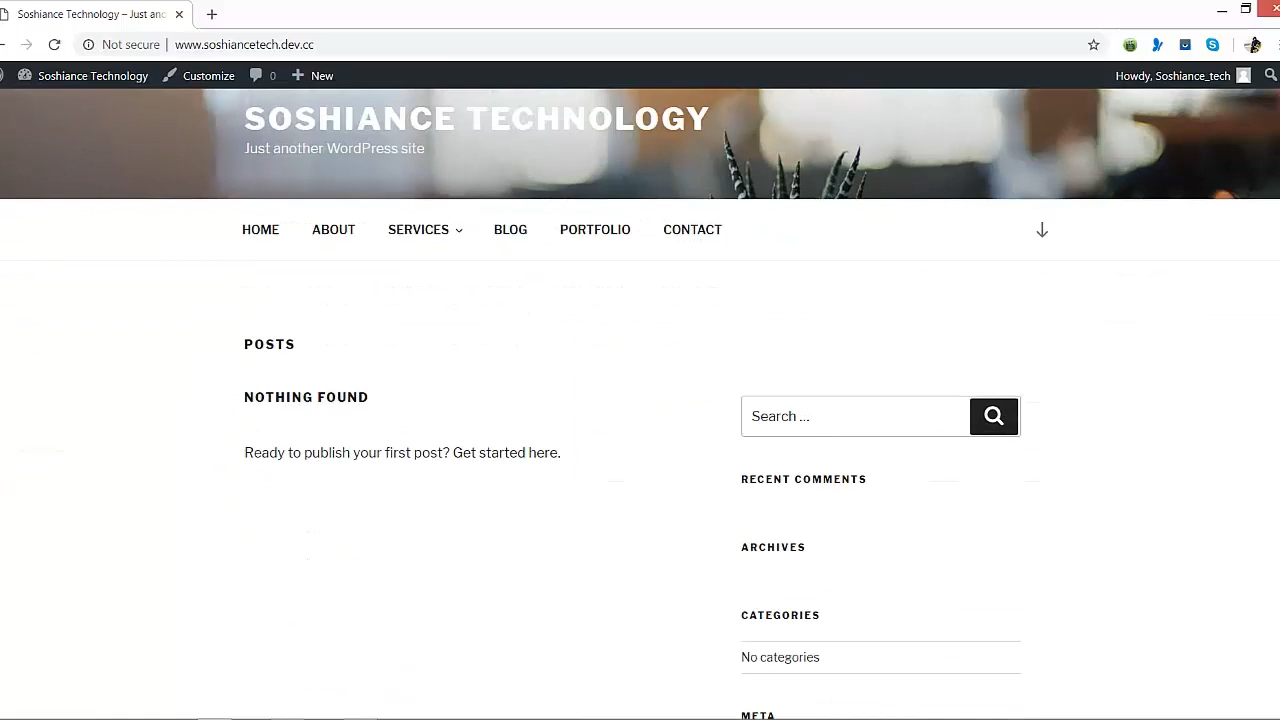 Soshiance Technology – Just ano
Not secure
www.soshiancetech.dev.cc
Soshiance Technology
Customize
0
New
Howdy, Soshiance_tech
SOSHIANCE TECHNOLOGY
Just another WordPress site
HOME ABOUT SERVICES BLOG PORTFOLIO CONTACT
POSTS
NOTHING FOUND
Ready to publish your first post? Get started here.
Search …
RECENT COMMENTS
ARCHIVES
CATEGORIES
No categories
META